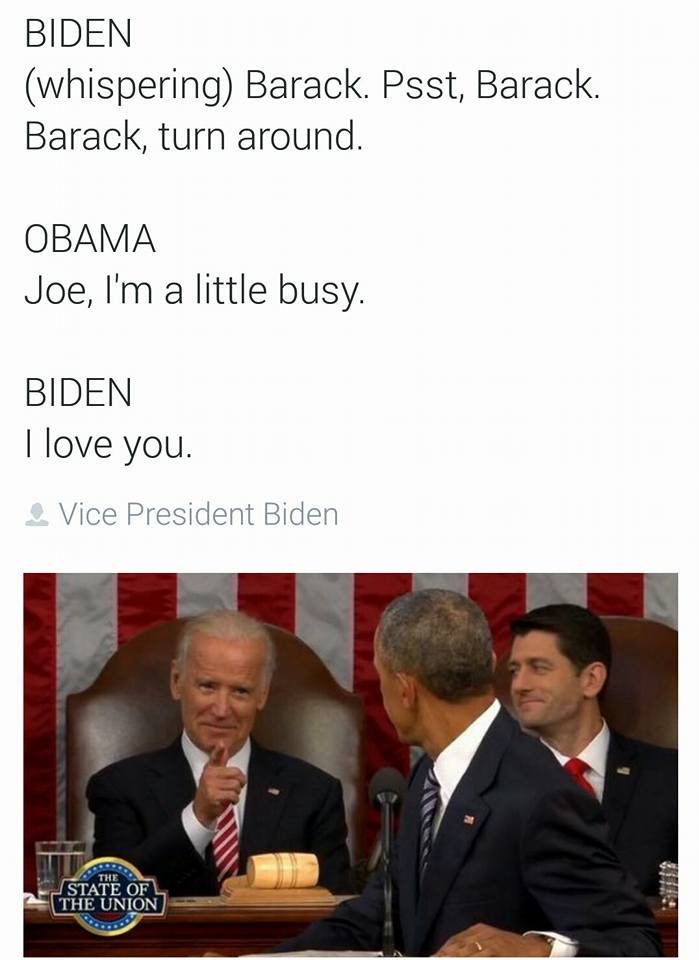 BIDEN
(whispering) Barack. Psst, Barack.
Barack, turn around.
OBAMA
Joe, I'm a little busy.
BIDEN
I love you.
Vice President Biden
THE
STATE OF
THE UNION